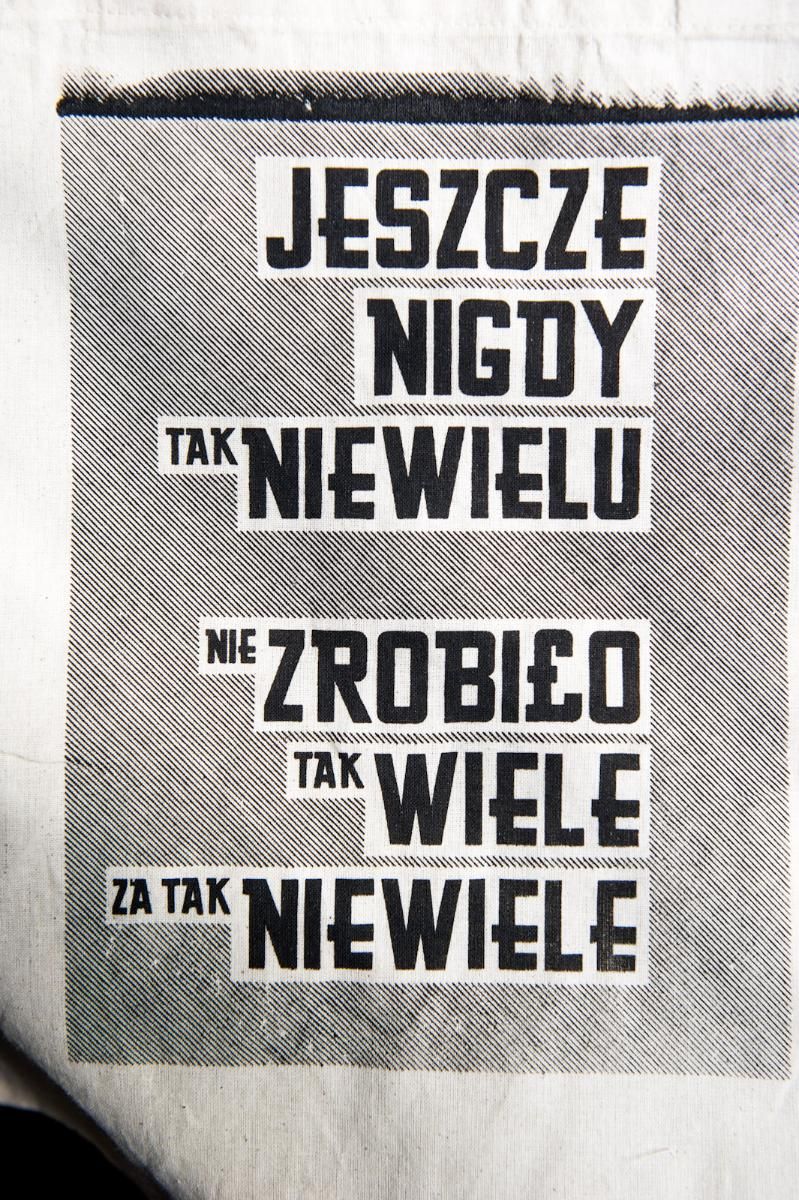 JESZCZE
NIGDY
TAK NIEWIELU
NIE ZROBIŁO
TAK WIELE
ZA TAK NIEWIELE